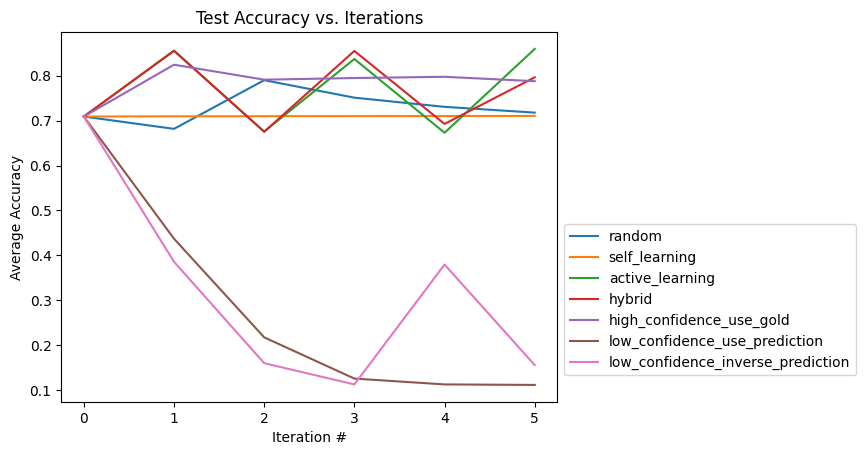 Test Accuracy vs. Iterations
Average Accuracy
0.8
0.7
0.6
0.5
0.4
0.3
0.2
0.1
0 1 2 3 4 5
Iteration #
random
self_learning
active_learning
hybrid
high_confidence_use_gold
low_confidence_use_prediction
low_confidence_inverse_prediction